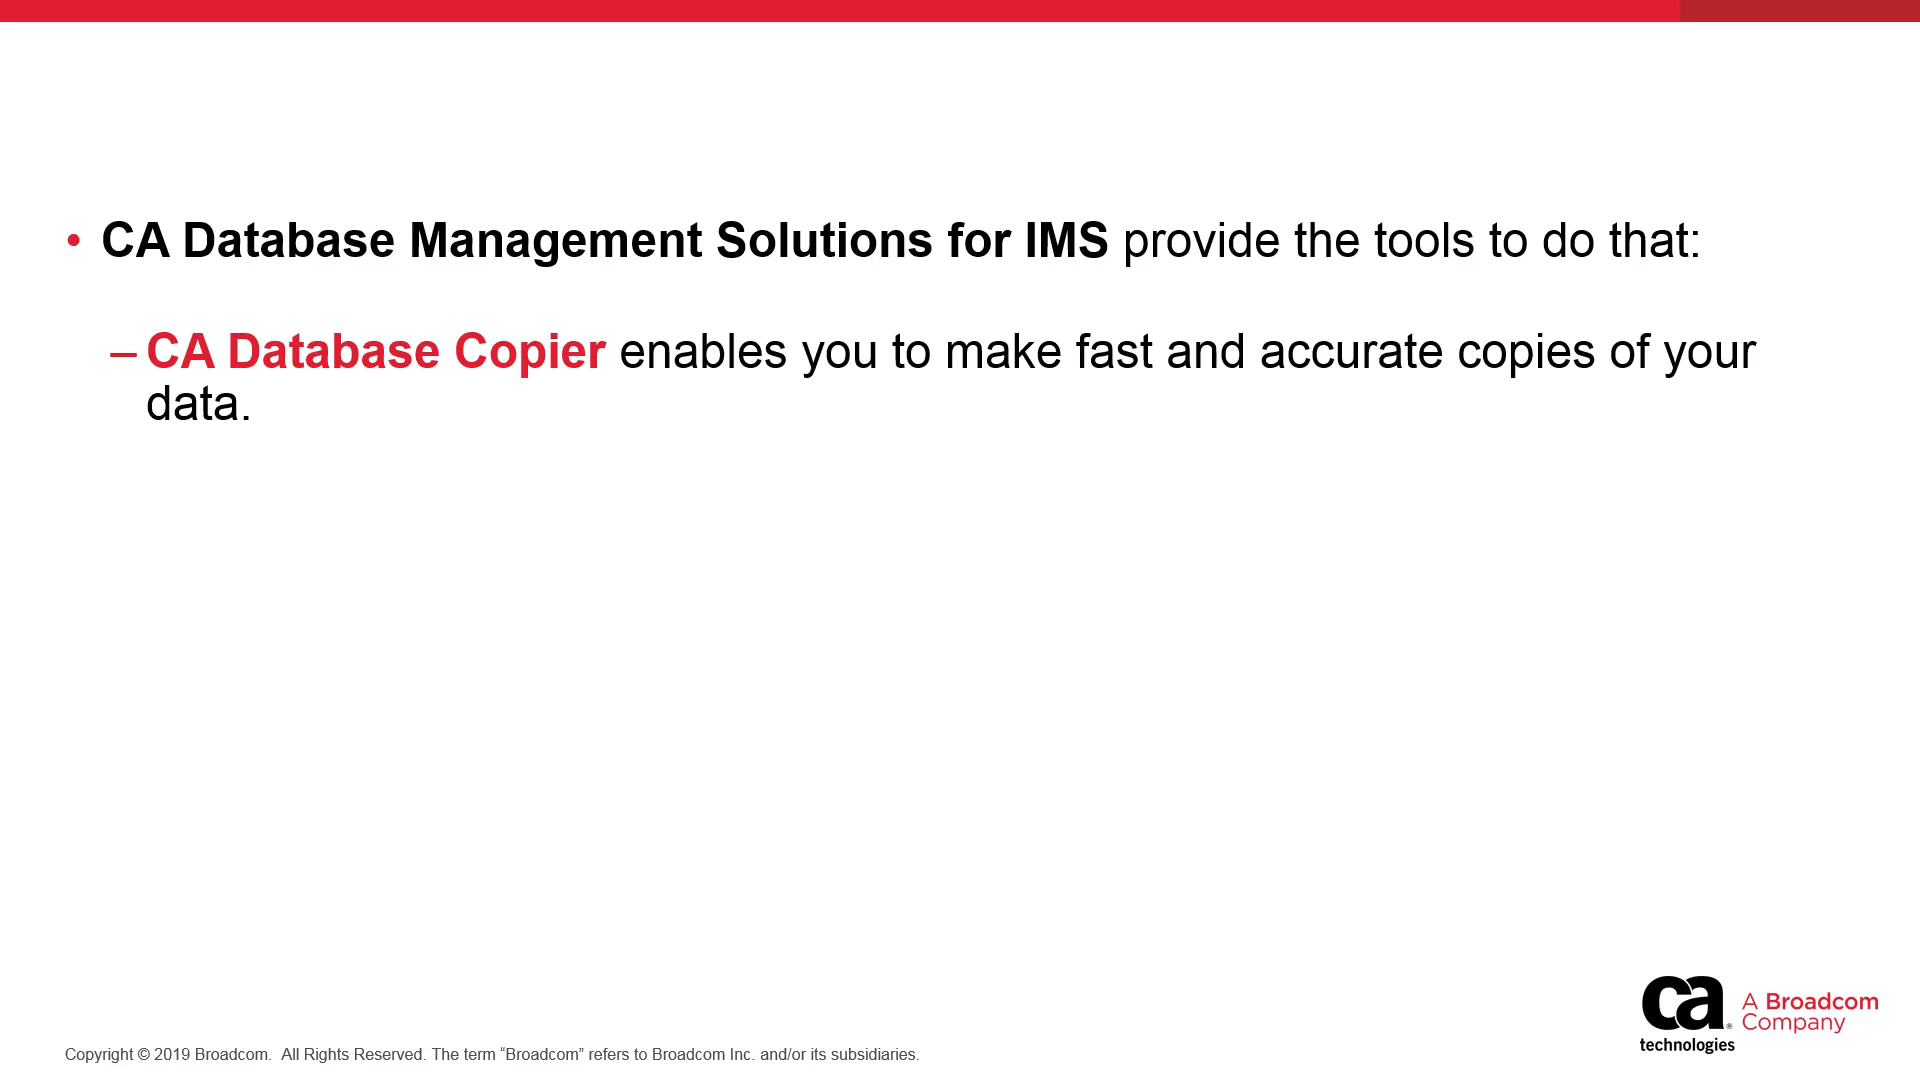 • CA Database Management Solutions for IMS provide the tools to do that:
– CA Database Copier enables you to make fast and accurate copies of your
data.
ca®
technologies
A Broadcom
Company
Copyright © 2019 Broadcom.  All Rights Reserved. The term “Broadcom” refers to Broadcom Inc. and/or its subsidiaries.